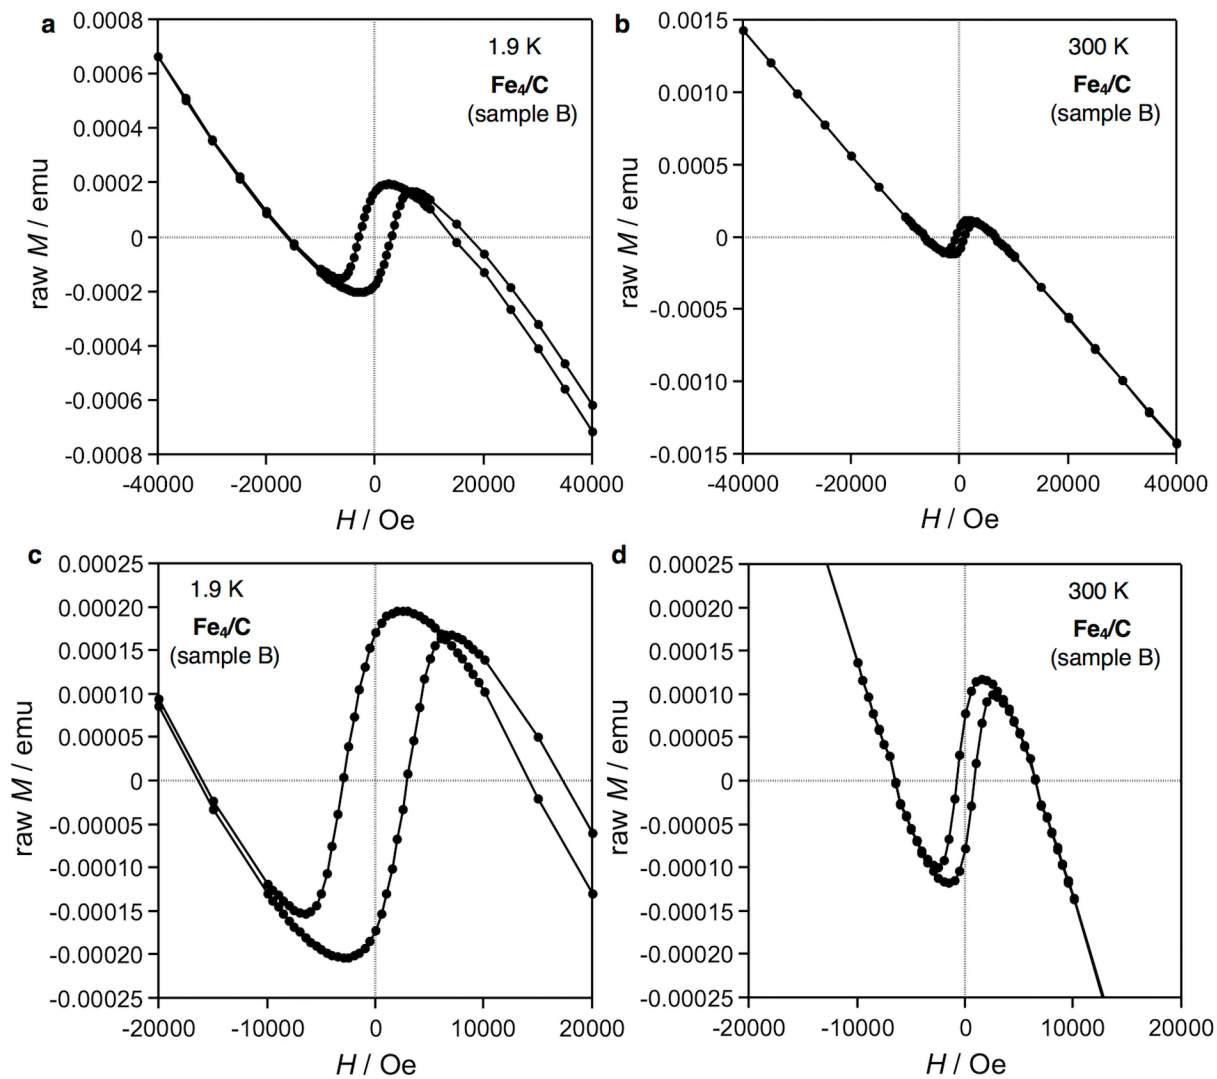 a
0.0008
0.0006
0.0004
0.0002
0
-0.0002
-0.0004
-0.0006
-0.0008
raw M / emu
1.9 K
Fe₄/C
(sample B)
-40000 -20000 0 20000 40000
H / Oe
b
0.0015
0.0010
0.0005
0
-0.0005
-0.0010
-0.0015
raw M / emu
300 K
Fe₄/C
(sample B)
-40000 -20000 0 20000 40000
H / Oe
c
0.00025
0.00020
0.00015
0.00010
0.00005
0
-0.00005
-0.00010
-0.00015
-0.00020
-0.00025
raw M / emu
1.9 K
Fe₄/C
(sample B)
-20000 -10000 0 10000 20000
H / Oe
d
0.00025
0.00020
0.00015
0.00010
0.00005
0
-0.00005
-0.00010
-0.00015
-0.00020
-0.00025
raw M / emu
300 K
Fe₄/C
(sample B)
-20000 -10000 0 10000 20000
H / Oe